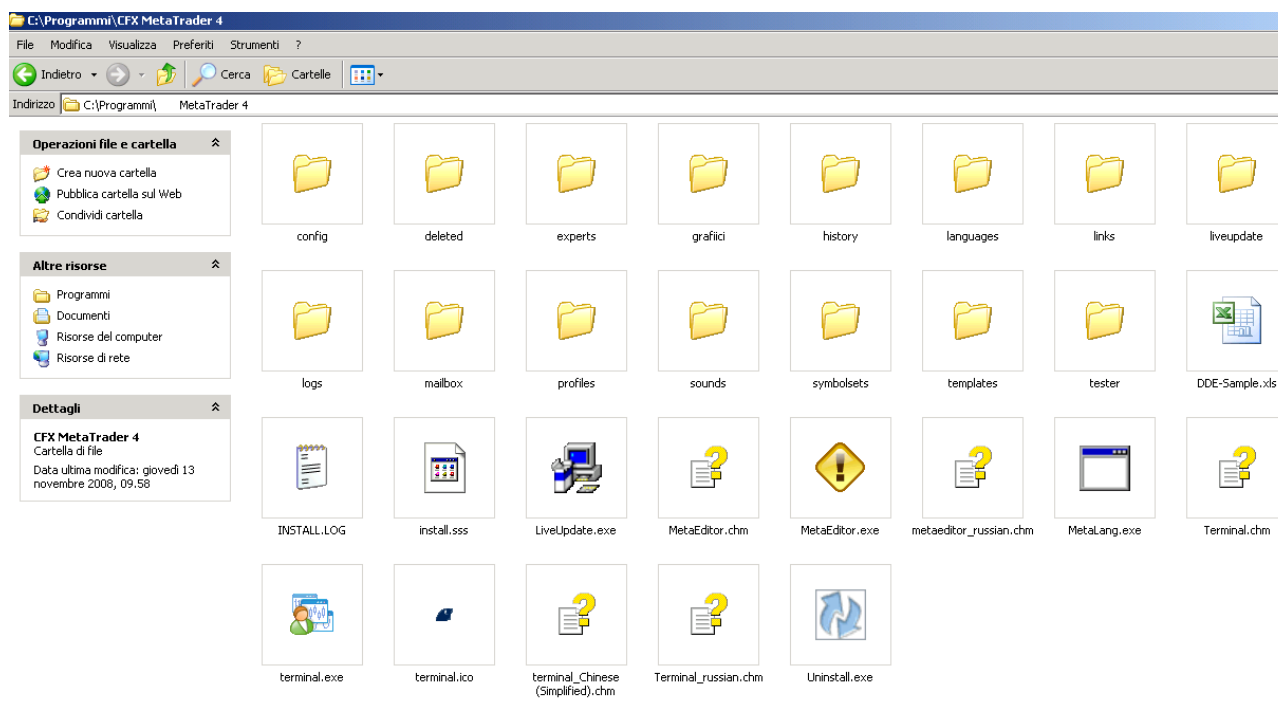 C:\Programmi\CFX MetaTrader 4
File Modifica Visualizza Preferiti Strumenti ?
Indietro Cerca Cartelle
Indirizzo C:\Programmi\ MetaTrader 4
Operazioni file e cartella
Crea nuova cartella
Pubblica cartella sul Web
Condividi cartella
Altre risorse
Programmi
Documenti
Risorse del computer
Risorse di rete
Dettagli
CFX MetaTrader 4
Cartella di file
Data ultima modifica: giovedì 13
novembre 2008, 09.58
config deleted experts grafiici history languages links liveupdate
logs mailbox profiles sounds symbolsets templates tester DDE-Sample.xls
INSTALL.LOG install.sss LiveUpdate.exe MetaEditor.chm MetaEditor.exe metaeditor_russian.chm MetaLang.exe Terminal.chm
terminal.exe terminal.ico terminal_Chinese Terminal_russian.chm Uninstall.exe
(Simplified).chm